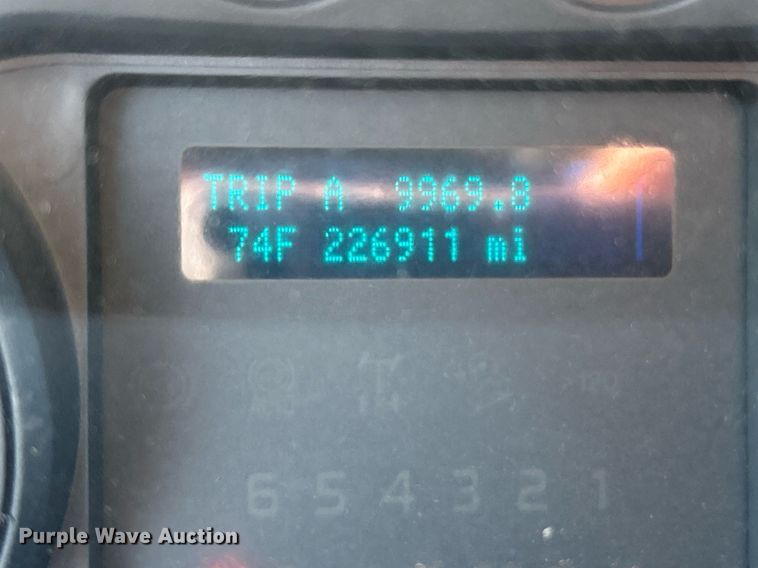 TRIP A 9969.8
74F 226911 mi
6 5 4 3 2 1
Purple Wave Auction